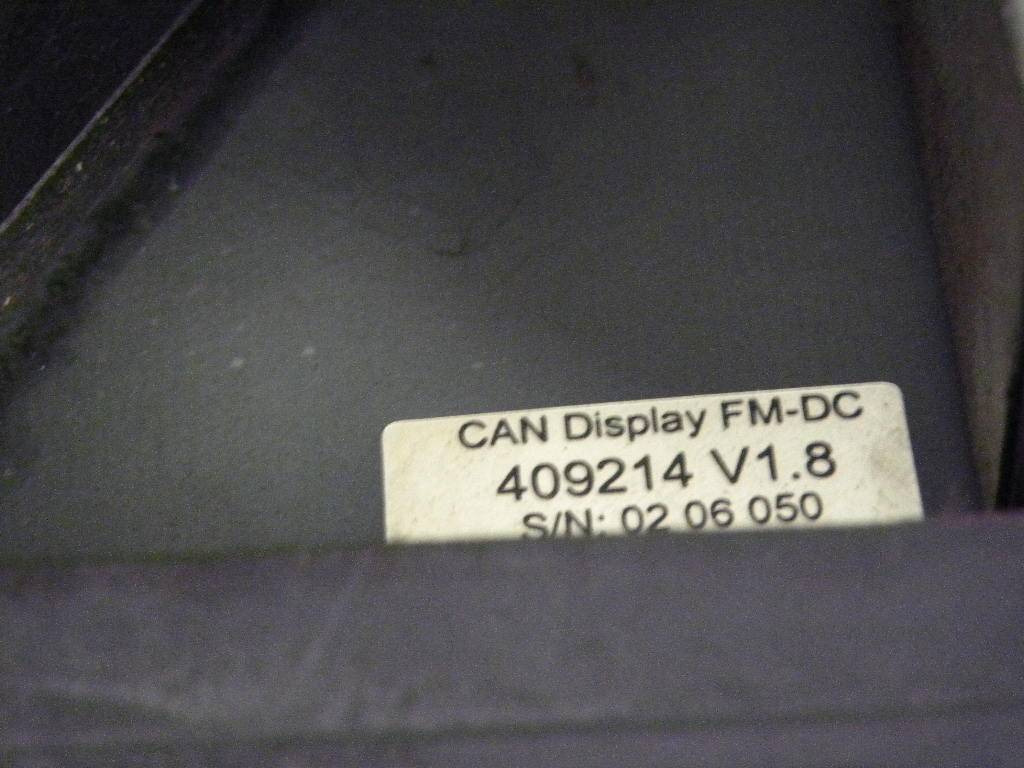 CAN Display FM-DC
409214 V1.8
S/N: 02 06 050